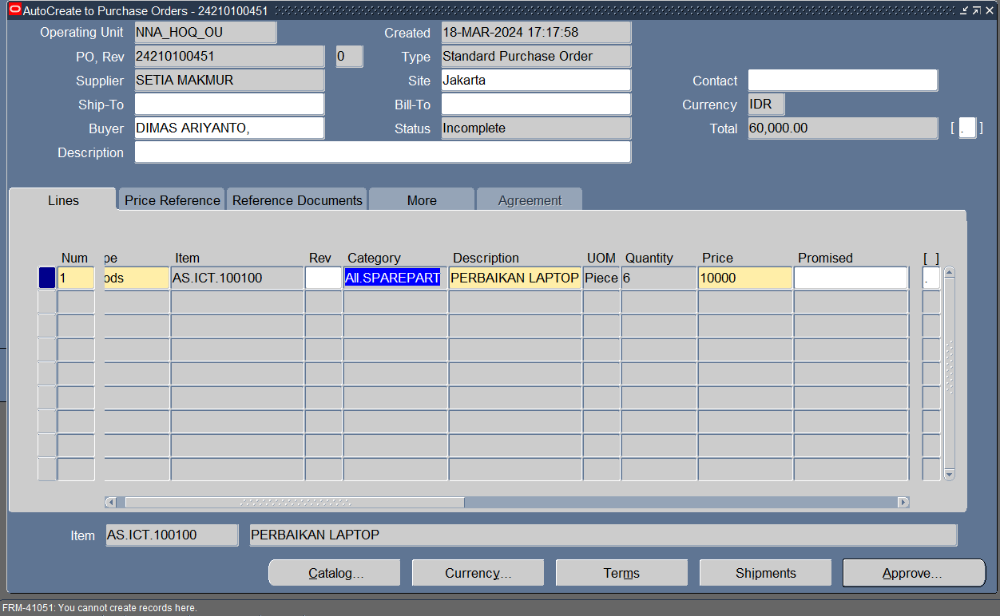 AutoCreate to Purchase Orders - 24210100451
Operating Unit NNA_HOQ_OU Created 18-MAR-2024 17:17:58
PO, Rev 24210100451 0 Type Standard Purchase Order
Supplier SETIA MAKMUR Site Jakarta Contact
Ship-To Bill-To Currency IDR
Buyer DIMAS ARIYANTO, Status Incomplete Total 60,000.00 [ . ]
Description
Lines Price Reference Reference Documents More Agreement
Num pe Item Rev Category Description UOM Quantity Price Promised [ ]
1 ods AS.ICT.100100 All.SPAREPART PERBAIKAN LAPTOP Piece 6 10000 .
Item AS.ICT.100100 PERBAIKAN LAPTOP
Catalog... Currency... Terms Shipments Approve...
FRM-41051: You cannot create records here.